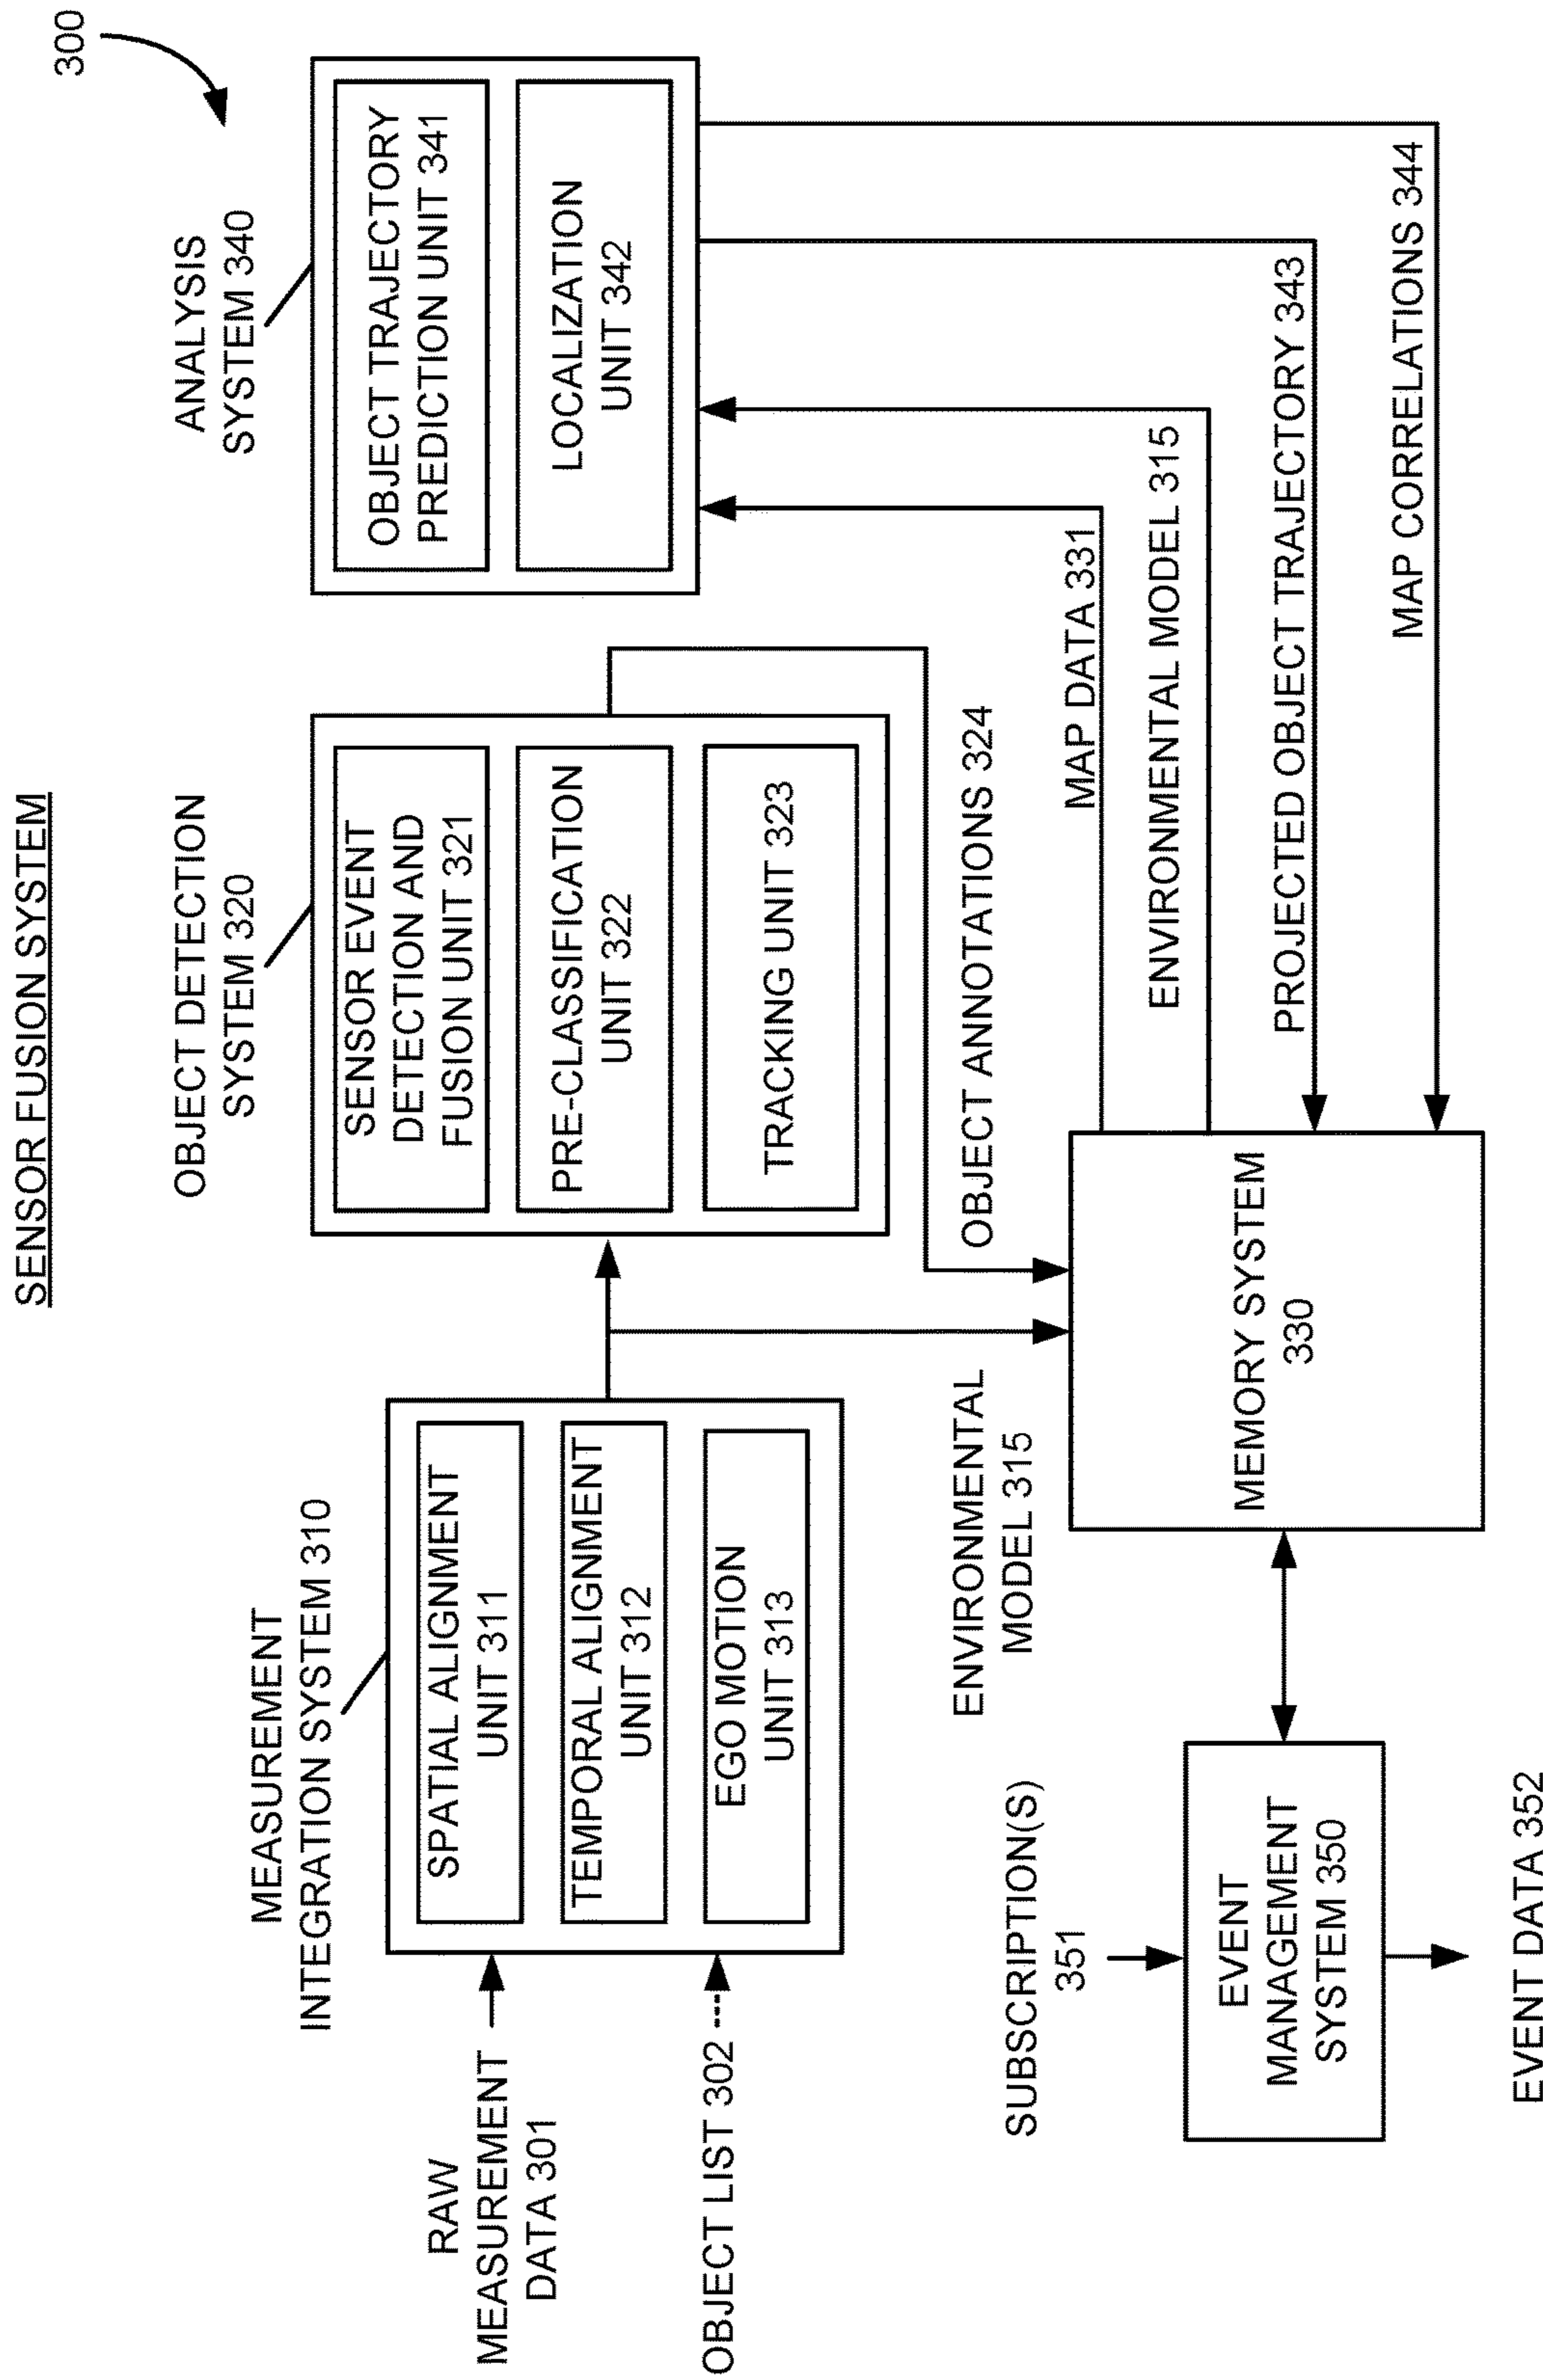 SENSOR FUSION SYSTEM
300
MEASUREMENT
INTEGRATION SYSTEM 310
SPATIAL ALIGNMENT
UNIT 311
TEMPORAL ALIGNMENT
UNIT 312
EGO MOTION
UNIT 313
RAW
MEASUREMENT
DATA 301
OBJECT LIST 302
OBJECT DETECTION
SYSTEM 320
SENSOR EVENT
DETECTION AND
FUSION UNIT 321
PRE-CLASSIFICATION
UNIT 322
TRACKING UNIT 323
ANALYSIS
SYSTEM 340
OBJECT TRAJECTORY
PREDICTION UNIT 341
LOCALIZATION
UNIT 342
ENVIRONMENTAL
MODEL 315
OBJECT ANNOTATIONS 324
MAP DATA 331
ENVIRONMENTAL MODEL 315
PROJECTED OBJECT TRAJECTORY 343
MAP CORRELATIONS 344
SUBSCRIPTION(S)
351
EVENT
MANAGEMENT
SYSTEM 350
MEMORY SYSTEM
330
EVENT DATA 352